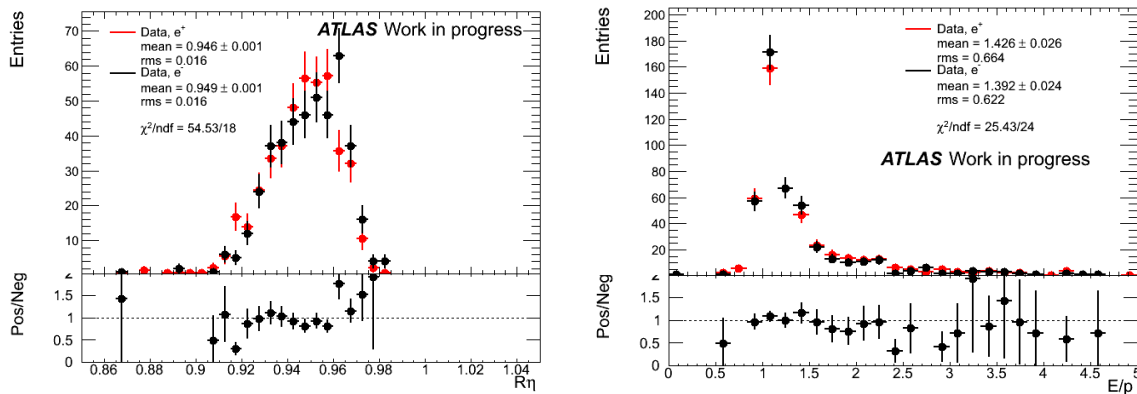 Entries
70
60
50
40
30
20
10
Data, e+
mean = 0.946 ± 0.001
rms = 0.016
Data, e-
mean = 0.949 ± 0.001
rms = 0.016
χ²/ndf = 54.53/18
ATLAS Work in progress
Pos/Neg
2
1.5
1
0.5
0
0.86 0.88 0.9 0.92 0.94 0.96 0.98 1 1.02 1.04
Rη
Entries
200
180
160
140
120
100
80
60
40
20
Data, e+
mean = 1.426 ± 0.026
rms = 0.664
Data, e-
mean = 1.392 ± 0.024
rms = 0.622
χ²/ndf = 25.43/24
ATLAS Work in progress
Pos/Neg
2
1.5
1
0.5
0
0 0.5 1 1.5 2 2.5 3 3.5 4 4.5 5
E/p